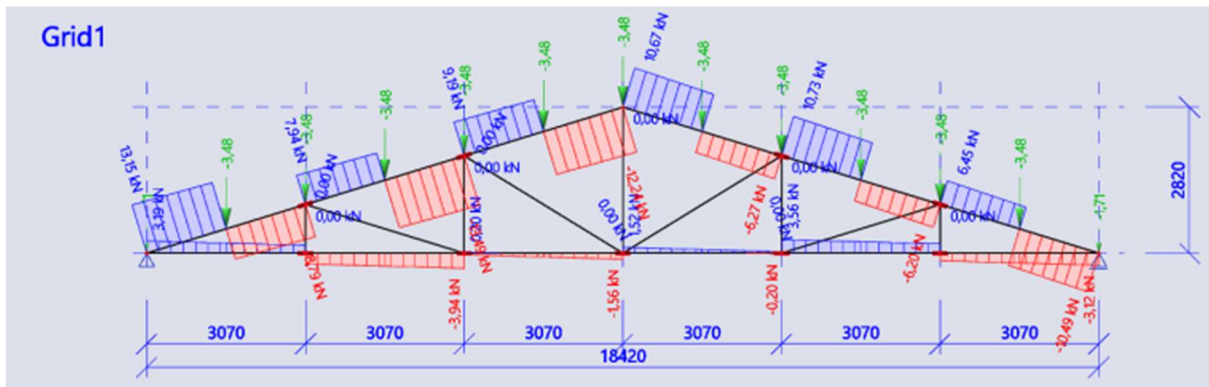 Grid1
-3,48
10,67 kN
-3,48
-3,48
9,19 kN
-3,48
-3,48
10,73 kN
-3,48
7,94 kN
-3,48
-3,48
0,00 kN
0,00 kN
-3,48
13,15 kN
-3,48
-3,48
6,45 kN
-3,48
0,00 kN
0,00 kN
0,00 kN
2820
3,49 kN
0,00 kN
0,00 kN
-12,24 kN
-6,27 kN
3,56 kN
1,52 kN
0,00 kN
-1,71
-3,94 kN
-1,56 kN
-0,20 kN
-6,20 kN
-10,49 kN
-3,12 kN
3070
3070
3070
3070
3070
3070
18420